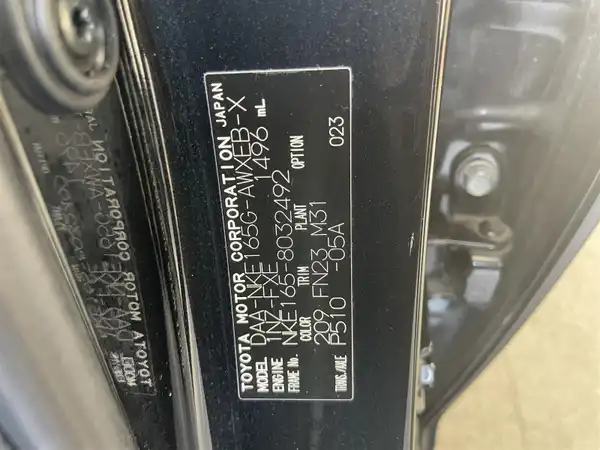 TOYOTA MOTOR CORPORATION JAPAN
MODEL DAA-NKE165G-AWXEB-X
ENGINE 1NZ-FXE 1496 mL
FRAME No. NKE165-8032492
COLOR TRIM PLANT OPTION
209 FN23 M31
TRANS./AXLE P510 -05A 023